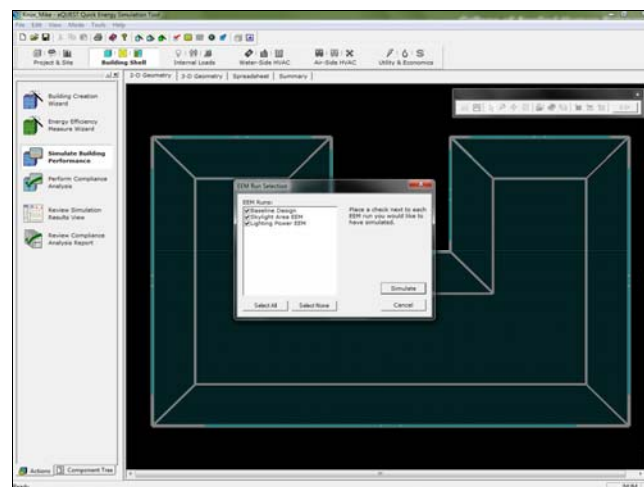 Knox_Mike - eQUEST Quick Energy Simulation Tool
File Edit View Mode Tools Help
Project & Site
Building Shell
Internal Loads
Water-Side HVAC
Air-Side HVAC
Utility & Economics
2-D Geometry
3-D Geometry
Spreadsheet
Summary
Building Creation
Wizard
Energy Efficiency
Measure Wizard
Simulate Building
Performance
Perform Compliance
Analysis
Review Simulation
Results View
Review Compliance
Analysis Report
EEM Run Selection
EEM Runs:
Baseline Design
Skylight Area EEM
Lighting Power EEM
Place a check next to each
EEM run you would like to
have simulated.
Simulate
Select All
Select None
Cancel
Actions
Component Tree
Ready